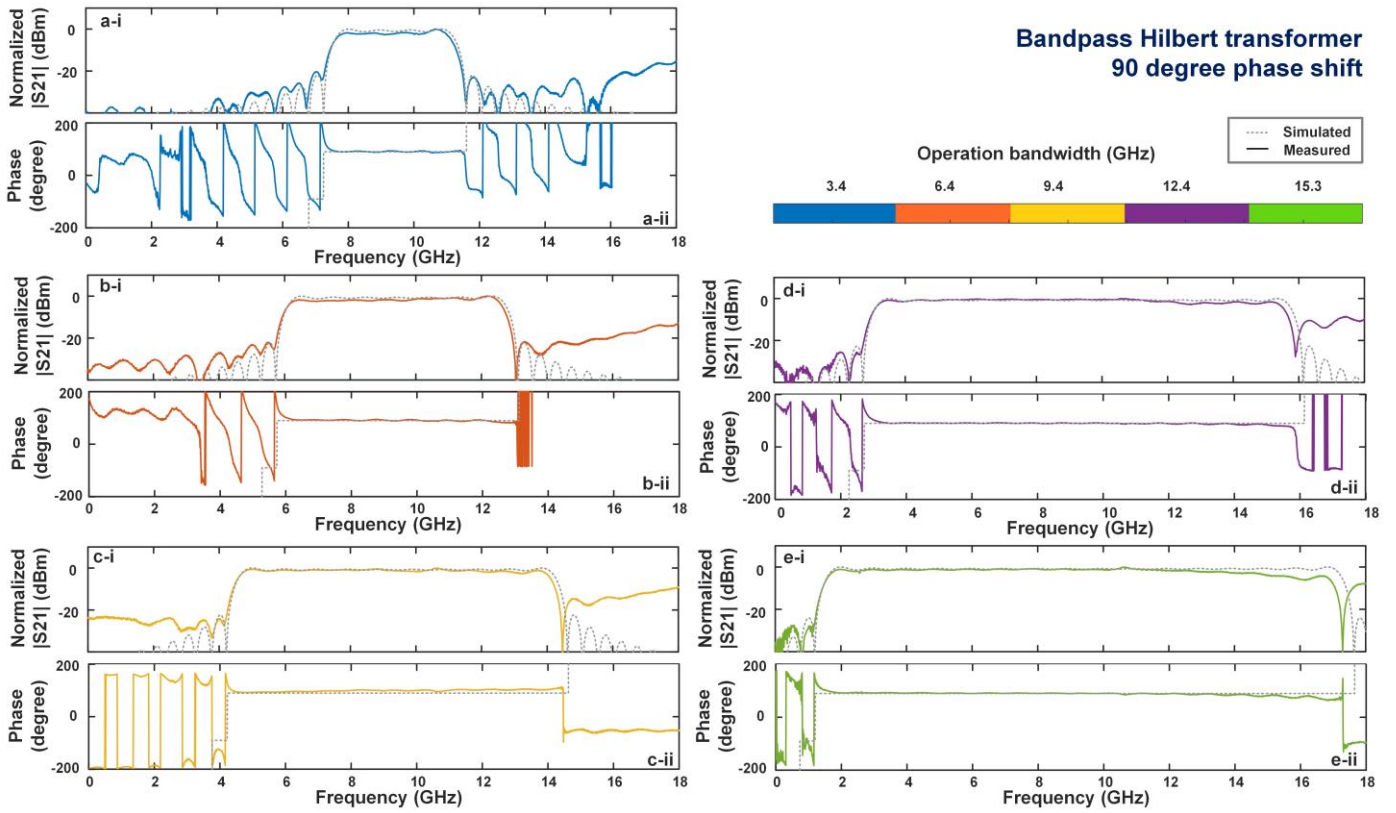 Bandpass Hilbert transformer
90 degree phase shift
Simulated
Measured
Operation bandwidth (GHz)
3.4 6.4 9.4 12.4 15.3
a-i
Normalized
|S21| (dBm)
0
-20
a-ii
Phase
(degree)
200
0
-200
0 2 4 6 8 10 12 14 16 18
Frequency (GHz)
b-i
Normalized
|S21| (dBm)
0
-20
b-ii
Phase
(degree)
200
0
-200
0 2 4 6 8 10 12 14 16 18
Frequency (GHz)
c-i
Normalized
|S21| (dBm)
0
-20
c-ii
Phase
(degree)
200
0
-200
0 2 4 6 8 10 12 14 16 18
Frequency (GHz)
d-i
Normalized
|S21| (dBm)
0
-20
d-ii
Phase
(degree)
200
0
-200
0 2 4 6 8 10 12 14 16 18
Frequency (GHz)
e-i
Normalized
|S21| (dBm)
0
-20
e-ii
Phase
(degree)
200
0
-200
0 2 4 6 8 10 12 14 16 18
Frequency (GHz)